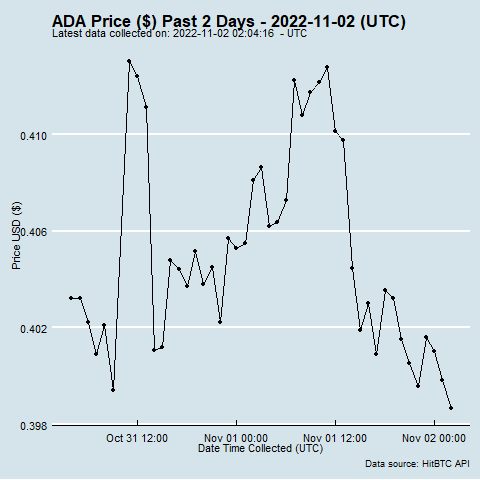 ADA Price ($) Past 2 Days - 2022-11-02 (UTC)
Latest data collected on: 2022-11-02 02:04:16 - UTC
0.410
0.406
0.402
0.398
Price USD ($)
Oct 31 12:00 Nov 01 00:00 Nov 01 12:00 Nov 02 00:00
Date Time Collected (UTC)
Data source: HitBTC API